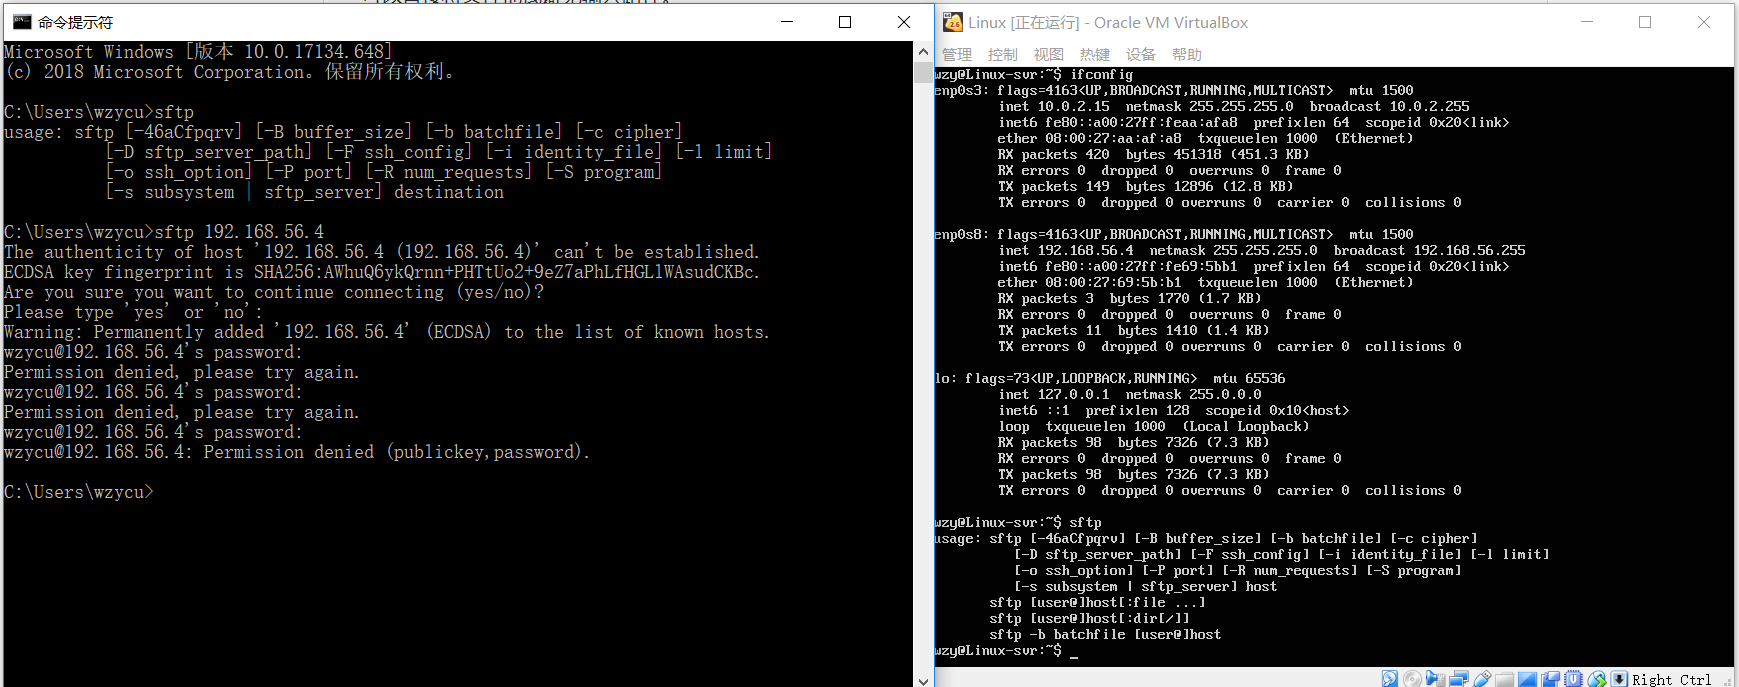 命令提示符
Microsoft Windows [版本 10.0.17134.648]
(c) 2018 Microsoft Corporation。保留所有权利。
C:\Users\wzycu>sftp
usage: sftp [-46aCfpqrv] [-B buffer_size] [-b batchfile] [-c cipher]
[-D sftp_server_path] [-F ssh_config] [-i identity_file] [-l limit]
[-o ssh_option] [-P port] [-R num_requests] [-S program]
[-s subsystem | sftp_server] destination
C:\Users\wzycu>sftp 192.168.56.4
The authenticity of host '192.168.56.4 (192.168.56.4)' can't be established.
ECDSA key fingerprint is SHA256:AWhuQ6ykQrnn+PHTtUo2+9eZ7aPhLfHGLlWAsudCKBc.
Are you sure you want to continue connecting (yes/no)?
Please type 'yes' or 'no':
Warning: Permanently added '192.168.56.4' (ECDSA) to the list of known hosts.
wzycu@192.168.56.4's password:
Permission denied, please try again.
wzycu@192.168.56.4's password:
Permission denied, please try again.
wzycu@192.168.56.4's password:
wzycu@192.168.56.4: Permission denied (publickey,password).
C:\Users\wzycu>
Linux [正在运行] - Oracle VM VirtualBox
管理 控制 视图 热键 设备 帮助
wzy@Linux-svr:~$ ifconfig
enp0s3: flags=4163<UP,BROADCAST,RUNNING,MULTICAST> mtu 1500
inet 10.0.2.15 netmask 255.255.255.0 broadcast 10.0.2.255
inet6 fe80::a00:27ff:feaa:afa8 prefixlen 64 scopeid 0x20<link>
ether 08:00:27:aa:af:a8 txqueuelen 1000 (Ethernet)
RX packets 420 bytes 451318 (451.3 KB)
RX errors 0 dropped 0 overruns 0 frame 0
TX packets 149 bytes 12896 (12.8 KB)
TX errors 0 dropped 0 overruns 0 carrier 0 collisions 0
enp0s8: flags=4163<UP,BROADCAST,RUNNING,MULTICAST> mtu 1500
inet 192.168.56.4 netmask 255.255.255.0 broadcast 192.168.56.255
inet6 fe80::a00:27ff:fe69:5bb1 prefixlen 64 scopeid 0x20<link>
ether 08:00:27:69:5b:b1 txqueuelen 1000 (Ethernet)
RX packets 3 bytes 1770 (1.7 KB)
RX errors 0 dropped 0 overruns 0 frame 0
TX packets 11 bytes 1410 (1.4 KB)
TX errors 0 dropped 0 overruns 0 carrier 0 collisions 0
lo: flags=73<UP,LOOPBACK,RUNNING> mtu 65536
inet 127.0.0.1 netmask 255.0.0.0
inet6 ::1 prefixlen 128 scopeid 0x10<host>
loop txqueuelen 1000 (Local Loopback)
RX packets 98 bytes 7326 (7.3 KB)
RX errors 0 dropped 0 overruns 0 frame 0
TX packets 98 bytes 7326 (7.3 KB)
TX errors 0 dropped 0 overruns 0 carrier 0 collisions 0
wzy@Linux-svr:~$ sftp
usage: sftp [-46aCfpqrv] [-B buffer_size] [-b batchfile] [-c cipher]
[-D sftp_server_path] [-F ssh_config] [-i identity_file] [-l limit]
[-o ssh_option] [-P port] [-R num_requests] [-S program]
[-s subsystem | sftp_server] host
sftp [user@]host[:file ...]
sftp [user@]host[:dir[/]]
sftp -b batchfile [user@]host
wzy@Linux-svr:~$ _
Right Ctrl